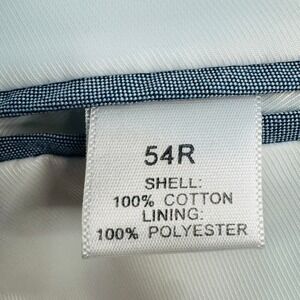 54R
SHELL:
100% COTTON
LINING:
100% POLYESTER